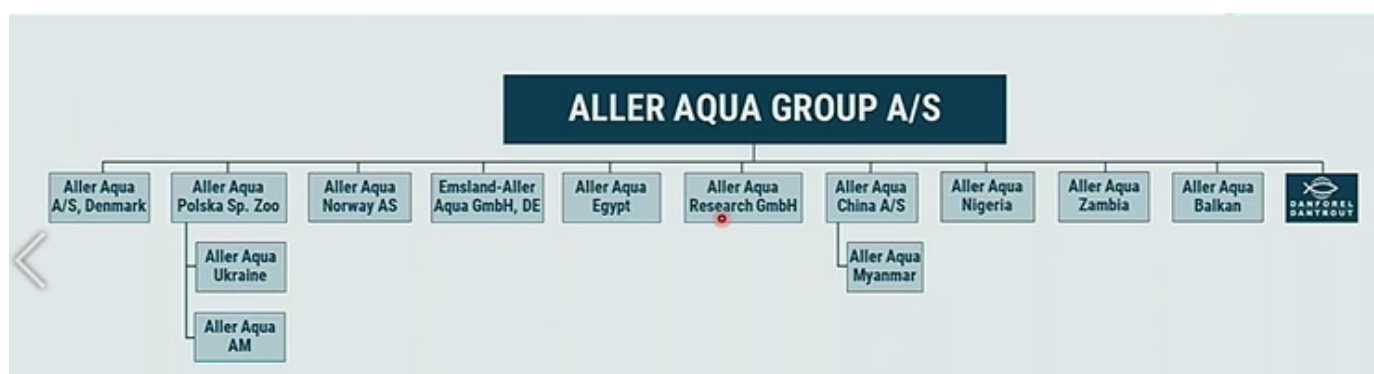 ALLER AQUA GROUP A/S
Aller Aqua
A/S, Denmark
Aller Aqua
Polska Sp. Zoo
Aller Aqua
Norway AS
Emsland-Aller
Aqua GmbH, DE
Aller Aqua
Egypt
Aller Aqua
Research GmbH
Aller Aqua
China A/S
Aller Aqua
Nigeria
Aller Aqua
Zambia
Aller Aqua
Balkan
DANFOREL
DANTROUT
Aller Aqua
Ukraine
Aller Aqua
Myanmar
Aller Aqua
AM